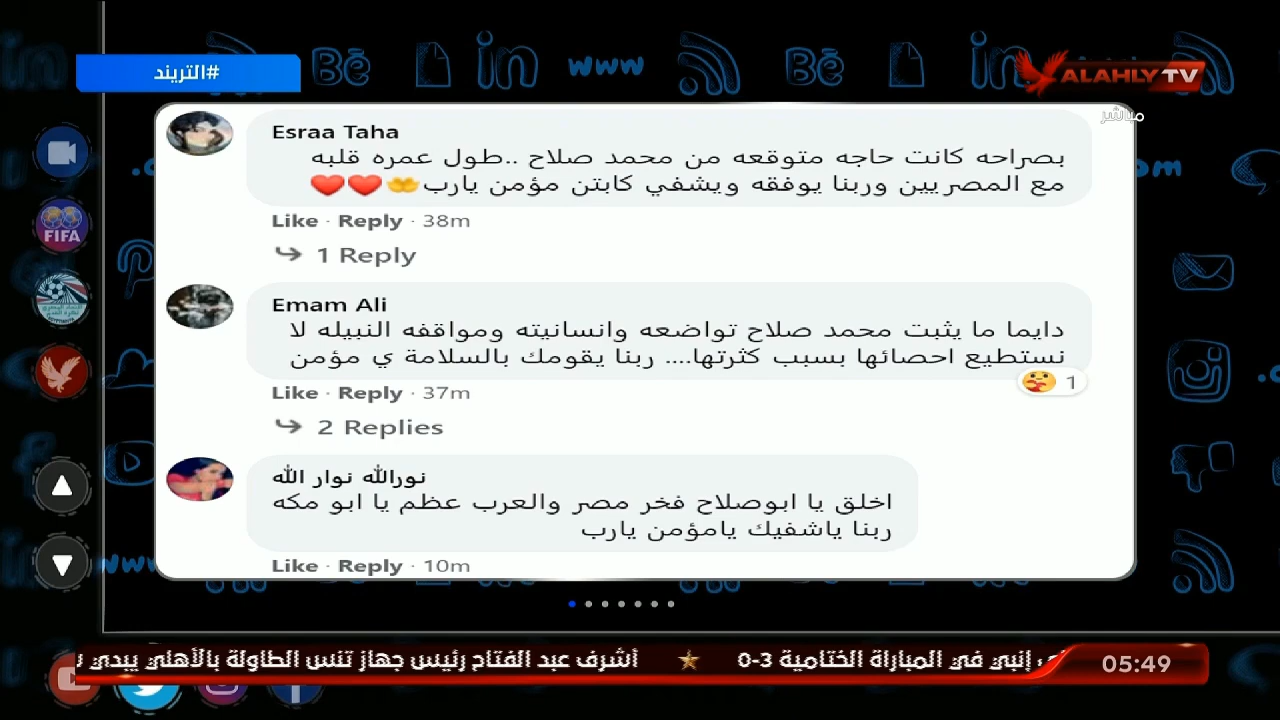 #التريند
ALAHLY TV
مباشر
FIFA
Esraa Taha
بصراحه كانت حاجه متوقعه من محمد صلاح ..طول عمره قلبه
مع المصريين وربنا يوفقه ويشفي كابتن مؤمن يارب🤲❤️❤️
Like · Reply · 38m
1 Reply
Emam Ali
دايما ما يثبت محمد صلاح تواضعه وانسانيته ومواقفه النبيله لا
نستطيع احصائها بسبب كثرتها.... ربنا يقومك بالسلامة ي مؤمن
1
Like · Reply · 37m
2 Replies
نورالله نوار الله
اخلق يا ابوصلاح فخر مصر والعرب عظم يا ابو مكه
ربنا ياشفيك يامؤمن يارب
Like · Reply · 10m
إنبي في المباراة الختامية 3-0 ★ أشرف عبد الفتاح رئيس جهاز تنس الطاولة بالأهلي يبدي
05:49